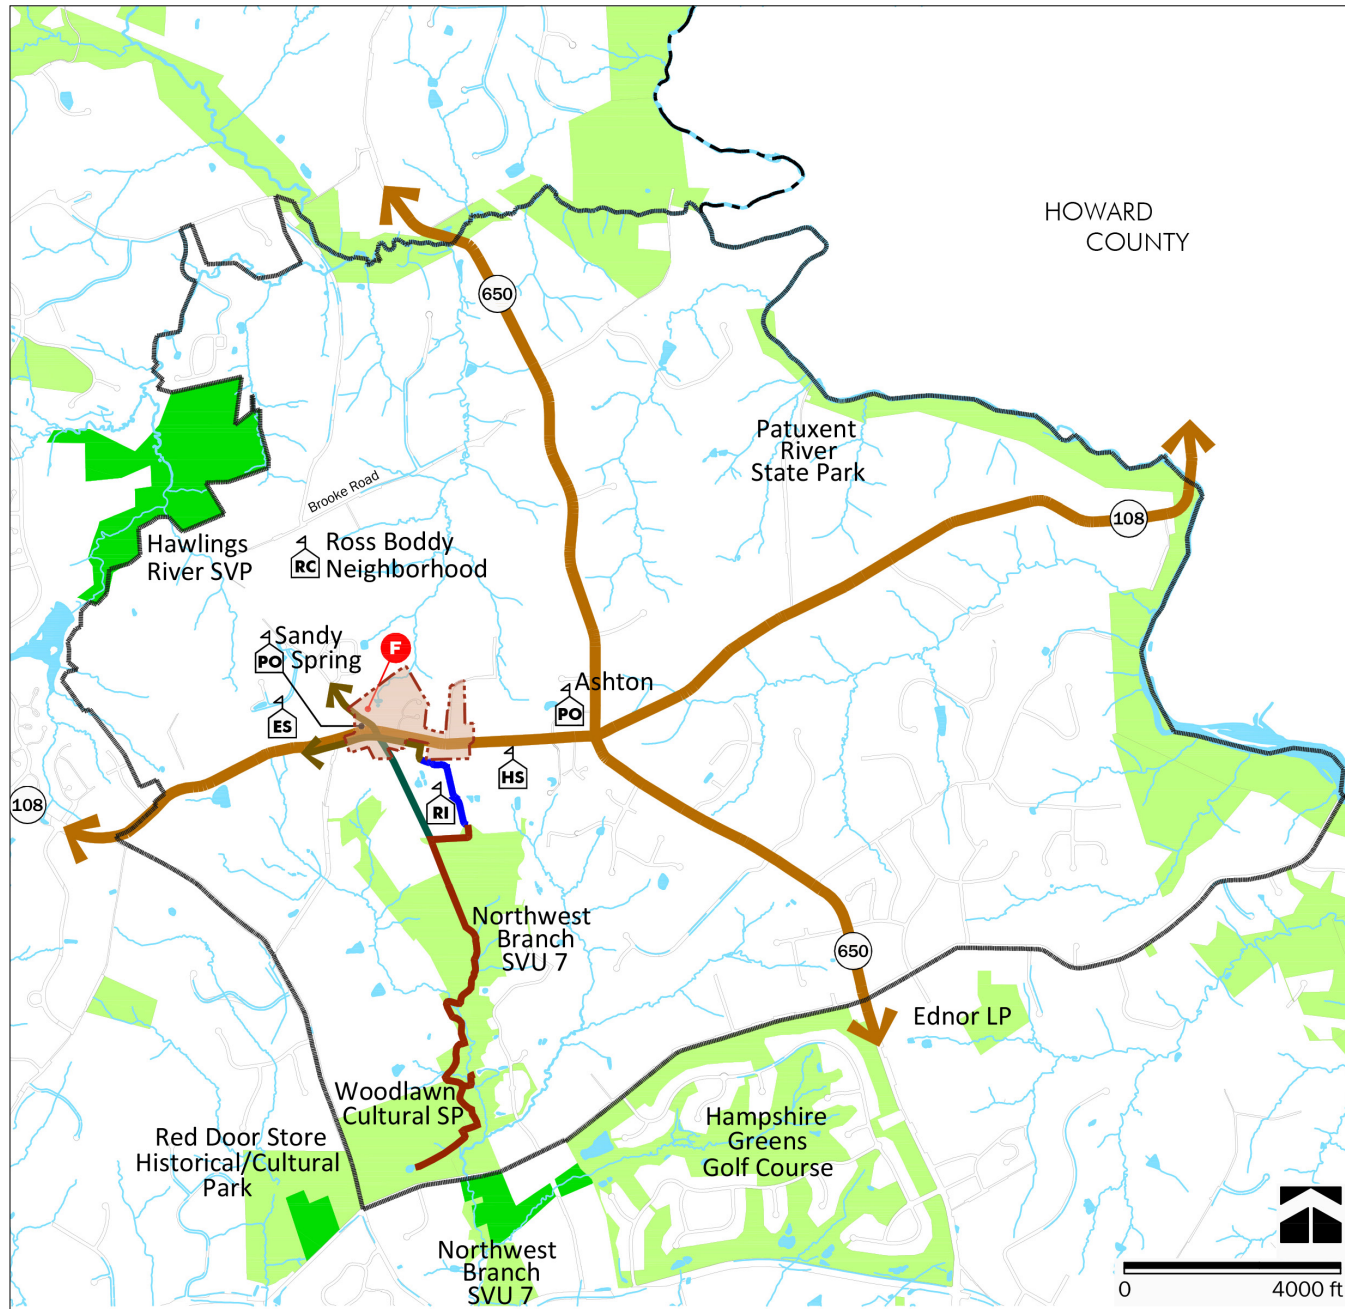 HOWARD
COUNTY
650
Patuxent
River
State Park
108
Brooke Road
Hawlings
River SVP
RC
Ross Boddy
Neighborhood
Sandy
Spring
PO
F
ES
Ashton
PO
HS
RI
108
Northwest
Branch
SVU 7
650
Ednor LP
Woodlawn
Cultural SP
Red Door Store
Historical/Cultural
Park
Hampshire
Greens
Golf Course
Northwest
Branch
SVU 7
0
4000 ft